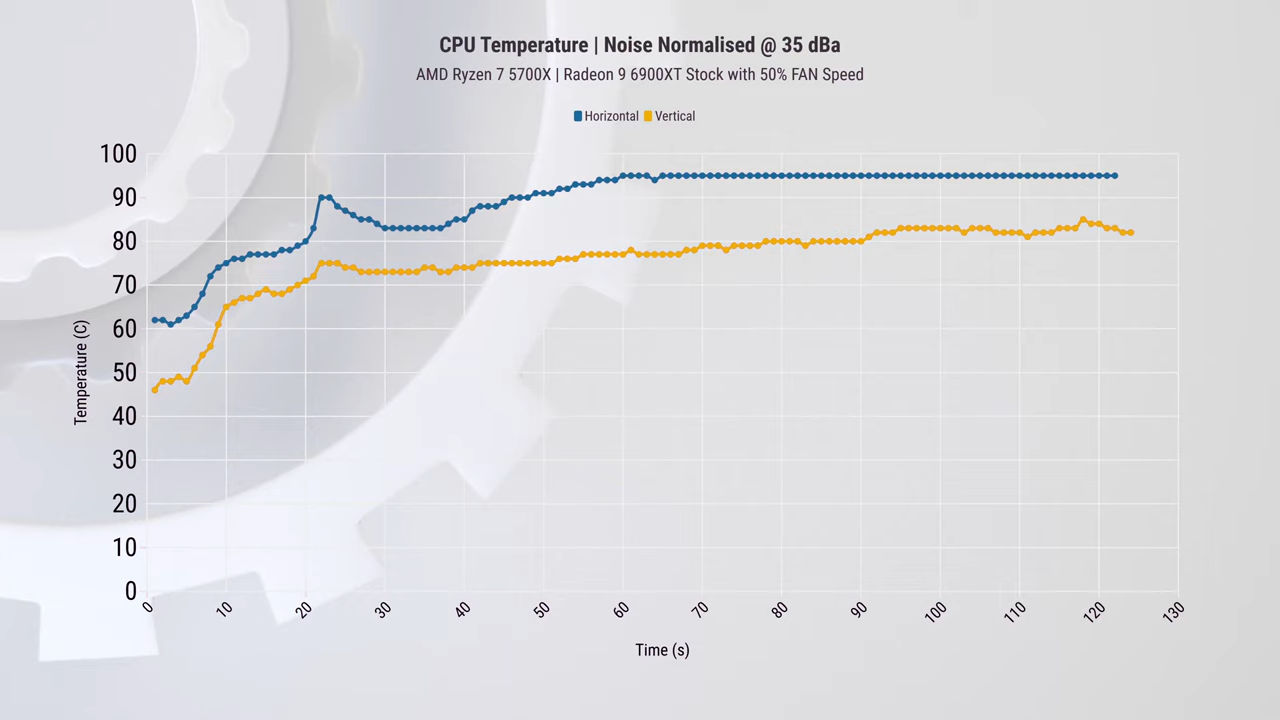 CPU Temperature | Noise Normalised @ 35 dBa
AMD Ryzen 7 5700X | Radeon 9 6900XT Stock with 50% FAN Speed
Horizontal Vertical
100
90
80
70
60
50
40
30
20
10
0
Temperature (C)
0 10 20 30 40 50 60 70 80 90 100 110 120 130
Time (s)